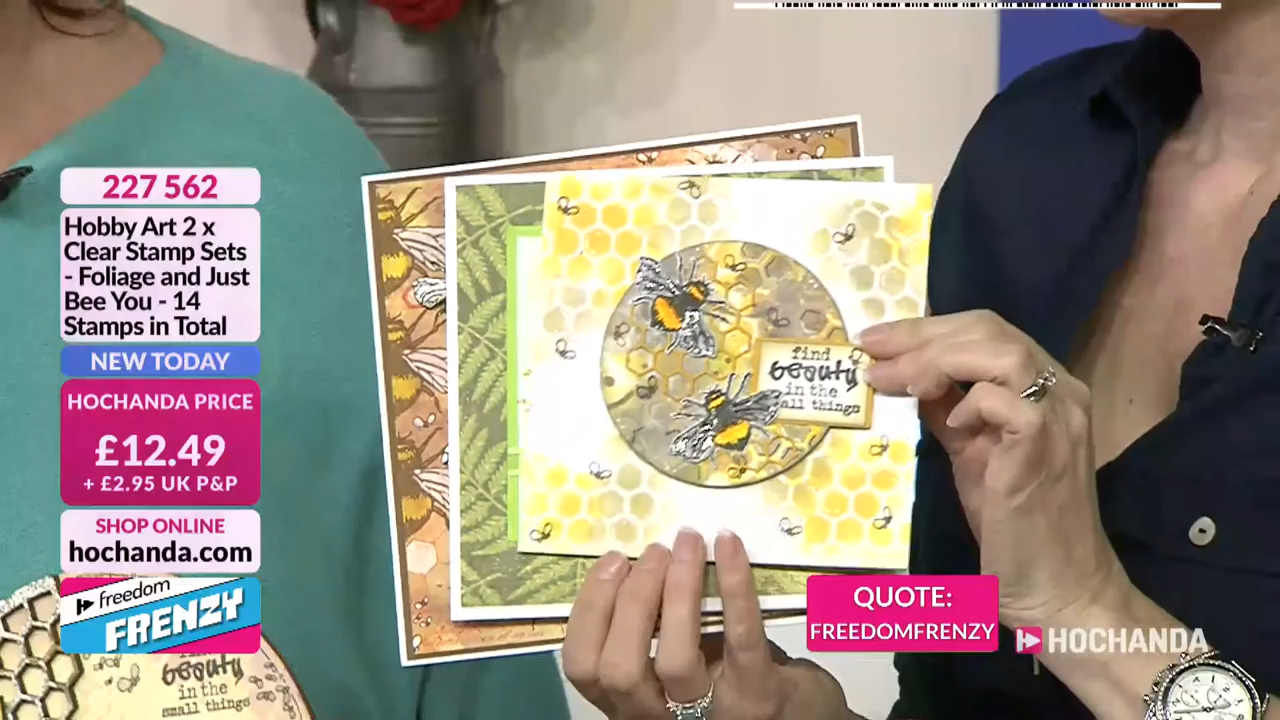 227 562
Hobby Art 2 x
Clear Stamp Sets
- Foliage and Just
Bee You - 14
Stamps in Total
NEW TODAY
HOCHANDA PRICE
£12.49
+ £2.95 UK P&P
SHOP ONLINE
hochanda.com
freedom
FRENZY
find
beauty
in the
small things
beauty
in the
small things
QUOTE:
FREEDOMFRENZY
HOCHANDA